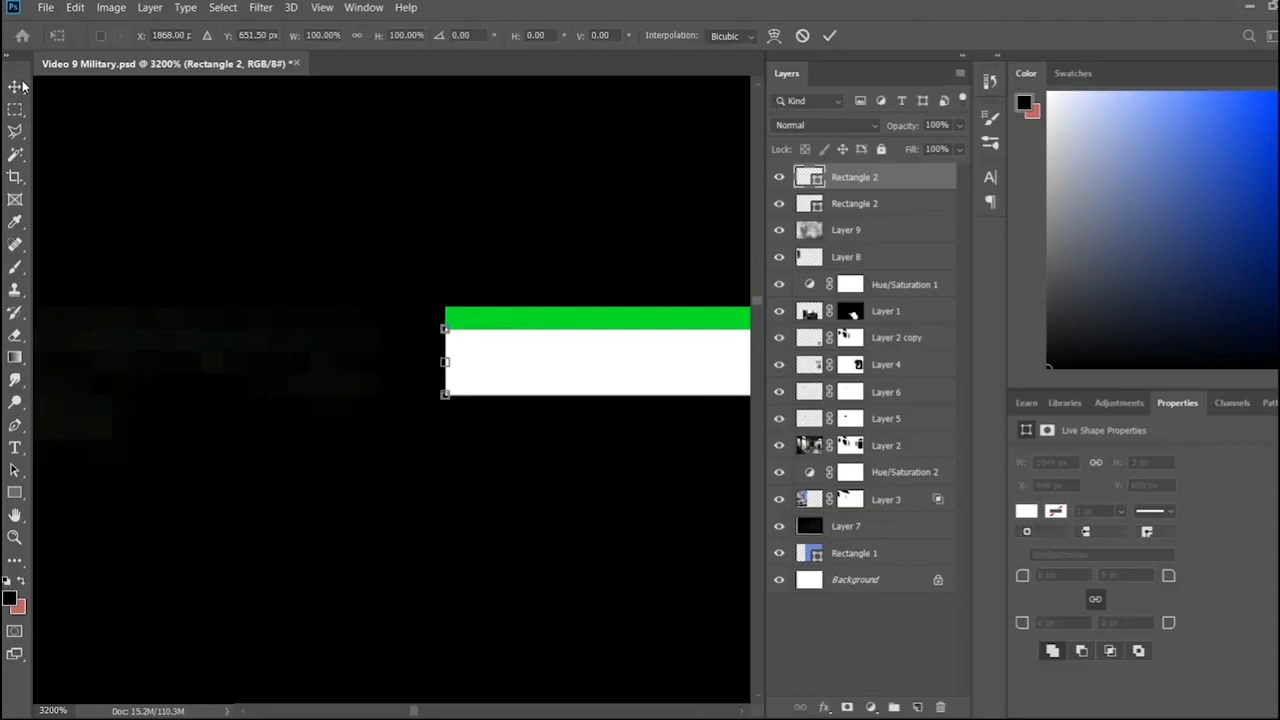 Ps File Edit Image Layer Type Select Filter 3D View Window Help
X: 1868.00 p Y: 651.50 px W: 100.00% H: 100.00% 0.00 ° H: 0.00 ° V: 0.00 ° Interpolation: Bicubic
Video 9 Military.psd @ 3200% (Rectangle 2, RGB/8#) *
Layers
Color Swatches
Kind
Normal Opacity: 100%
Lock: Fill: 100%
Rectangle 2
Rectangle 2
Layer 9
Layer 8
Hue/Saturation 1
Layer 1
Layer 2 copy
Layer 4
Layer 6
Layer 5
Layer 2
Hue/Saturation 2
Layer 3
Layer 7
Rectangle 1
Background
Learn Libraries Adjustments Properties Channels Pat
Live Shape Properties
W: 1844 px H: 3 px
X: 946 px Y: 650 px
1 px
0 px
3200% Doc: 15.2M/110.3M